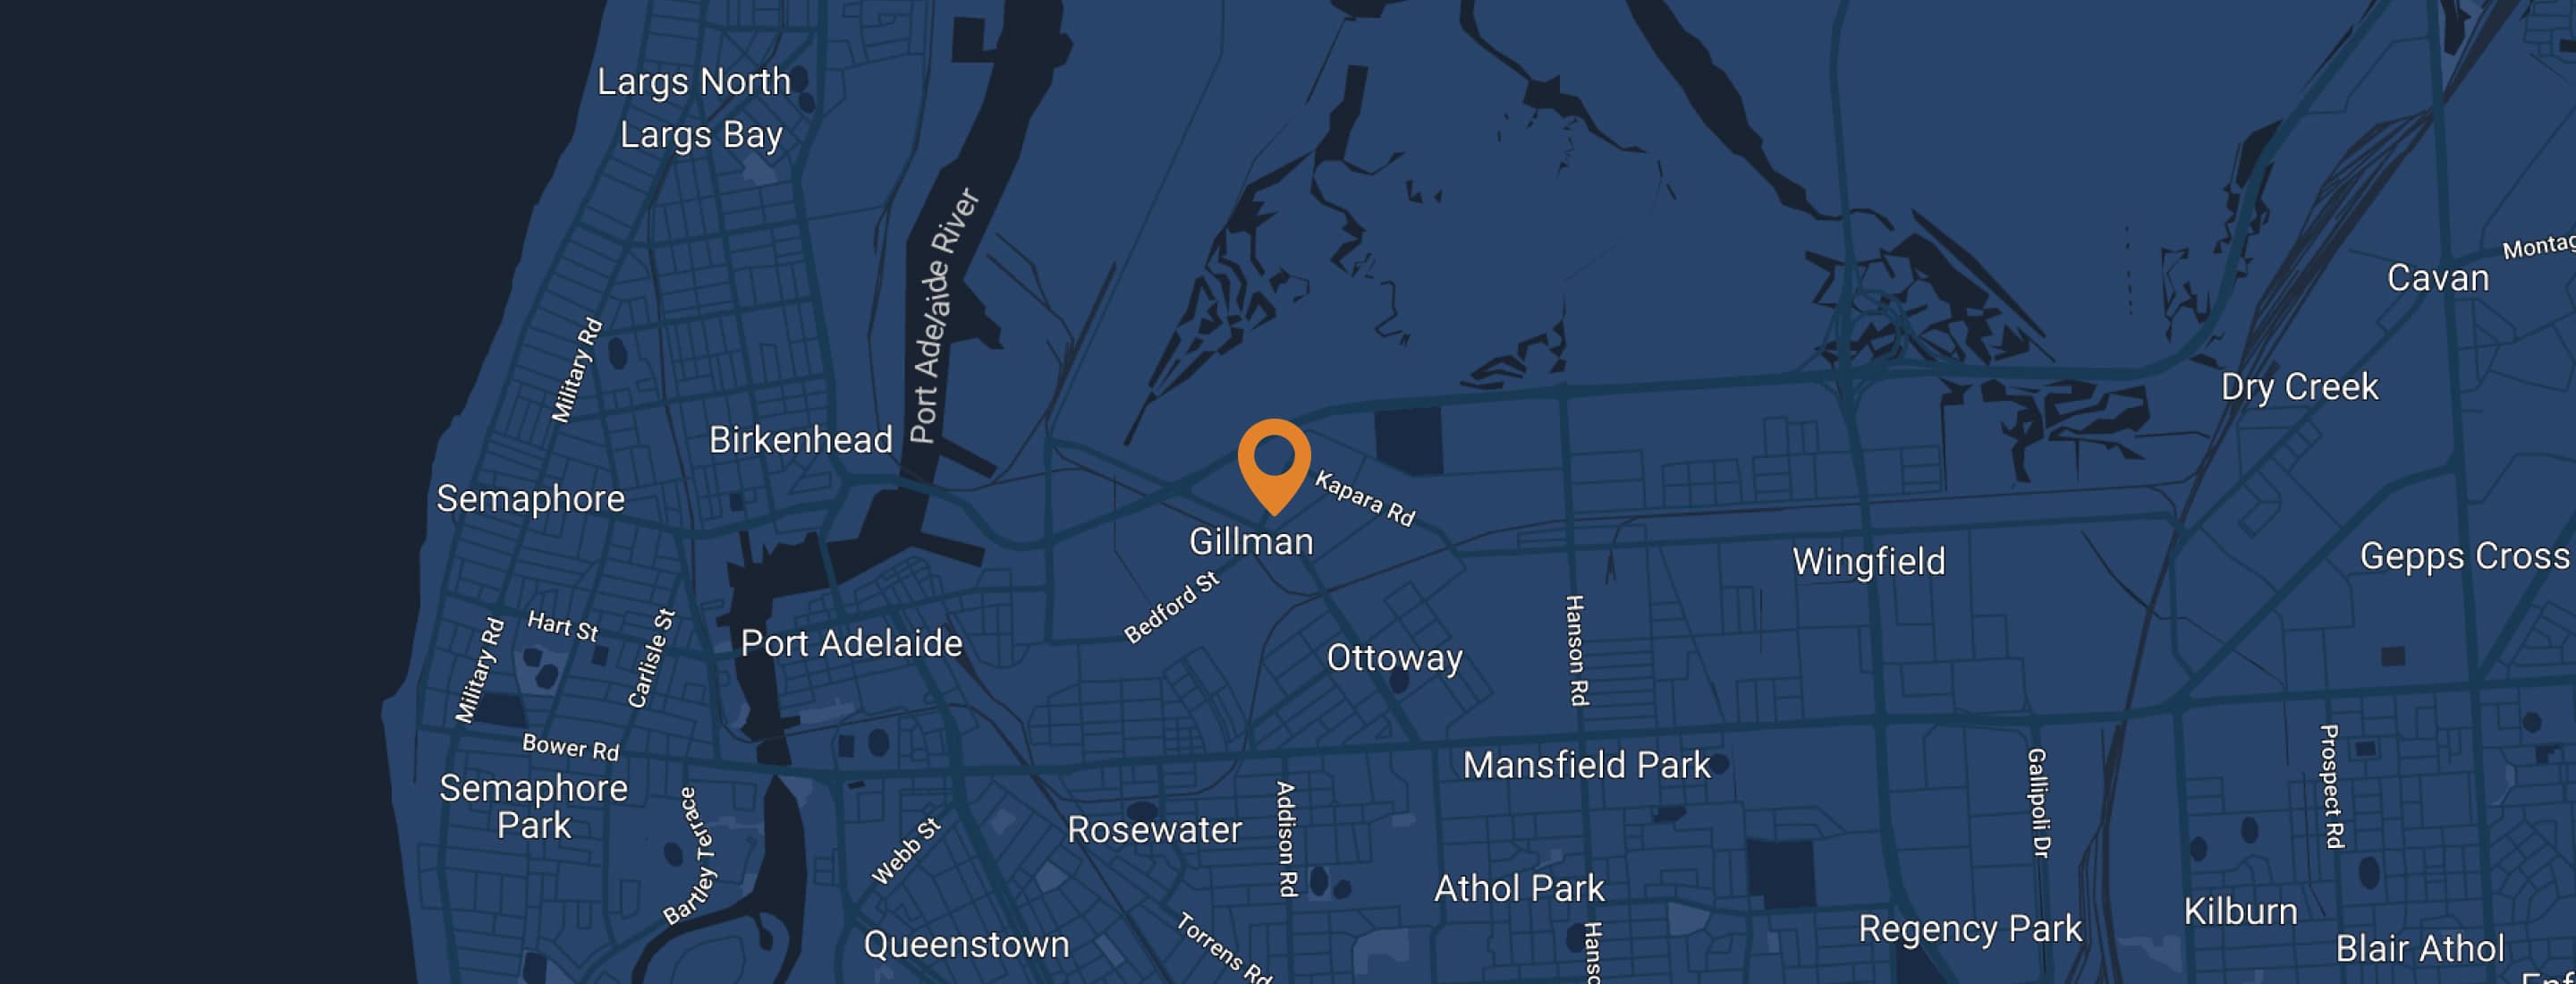 Largs North
Largs Bay
Port Adelaide River
Montag
Cavan
Military Rd
Dry Creek
Birkenhead
Semaphore
Kapara Rd
Gillman
Wingfield
Gepps Cross
Bedford St
Hart St
Carlisle St
Military Rd
Port Adelaide
Ottoway
Hanson Rd
Bower Rd
Mansfield Park
Gallipoli Dr
Prospect Rd
Semaphore
Park
Bartley Terrace
Webb St
Rosewater
Addison Rd
Athol Park
Regency Park
Kilburn
Queenstown
Torrens Rd
Hanso
Blair Athol